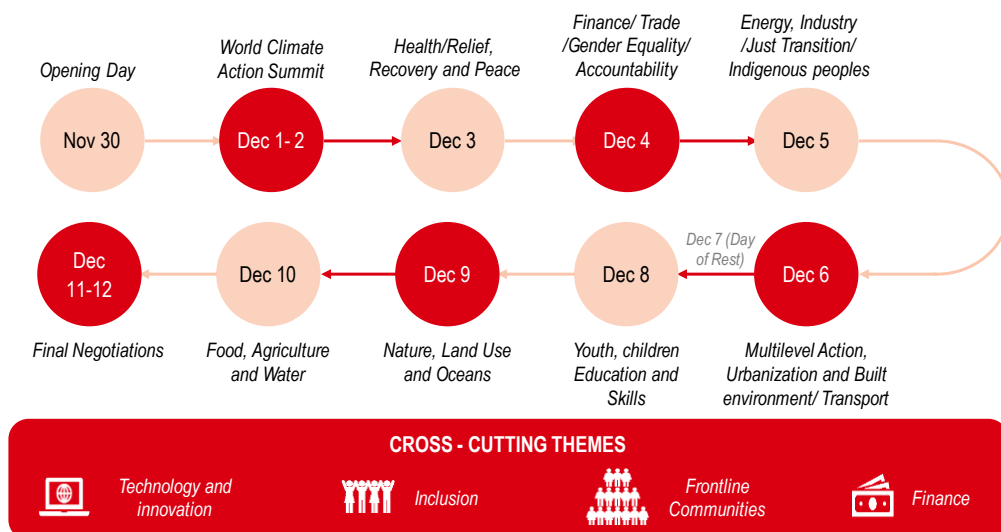 Opening Day
World Climate
Action Summit
Health/Relief,
Recovery and Peace
Finance/ Trade
/Gender Equality/
Accountability
Energy, Industry
/Just Transition/
Indigenous peoples
Nov 30
Dec 1- 2
Dec 3
Dec 4
Dec 5
Dec
11-12
Dec 10
Dec 9
Dec 8
Dec 7 (Day
of Rest)
Dec 6
Final Negotiations
Food, Agriculture
and Water
Nature, Land Use
and Oceans
Youth, children
Education and
Skills
Multilevel Action,
Urbanization and Built
environment/ Transport
CROSS - CUTTING THEMES
Technology and
innovation
Inclusion
Frontline
Communities
Finance